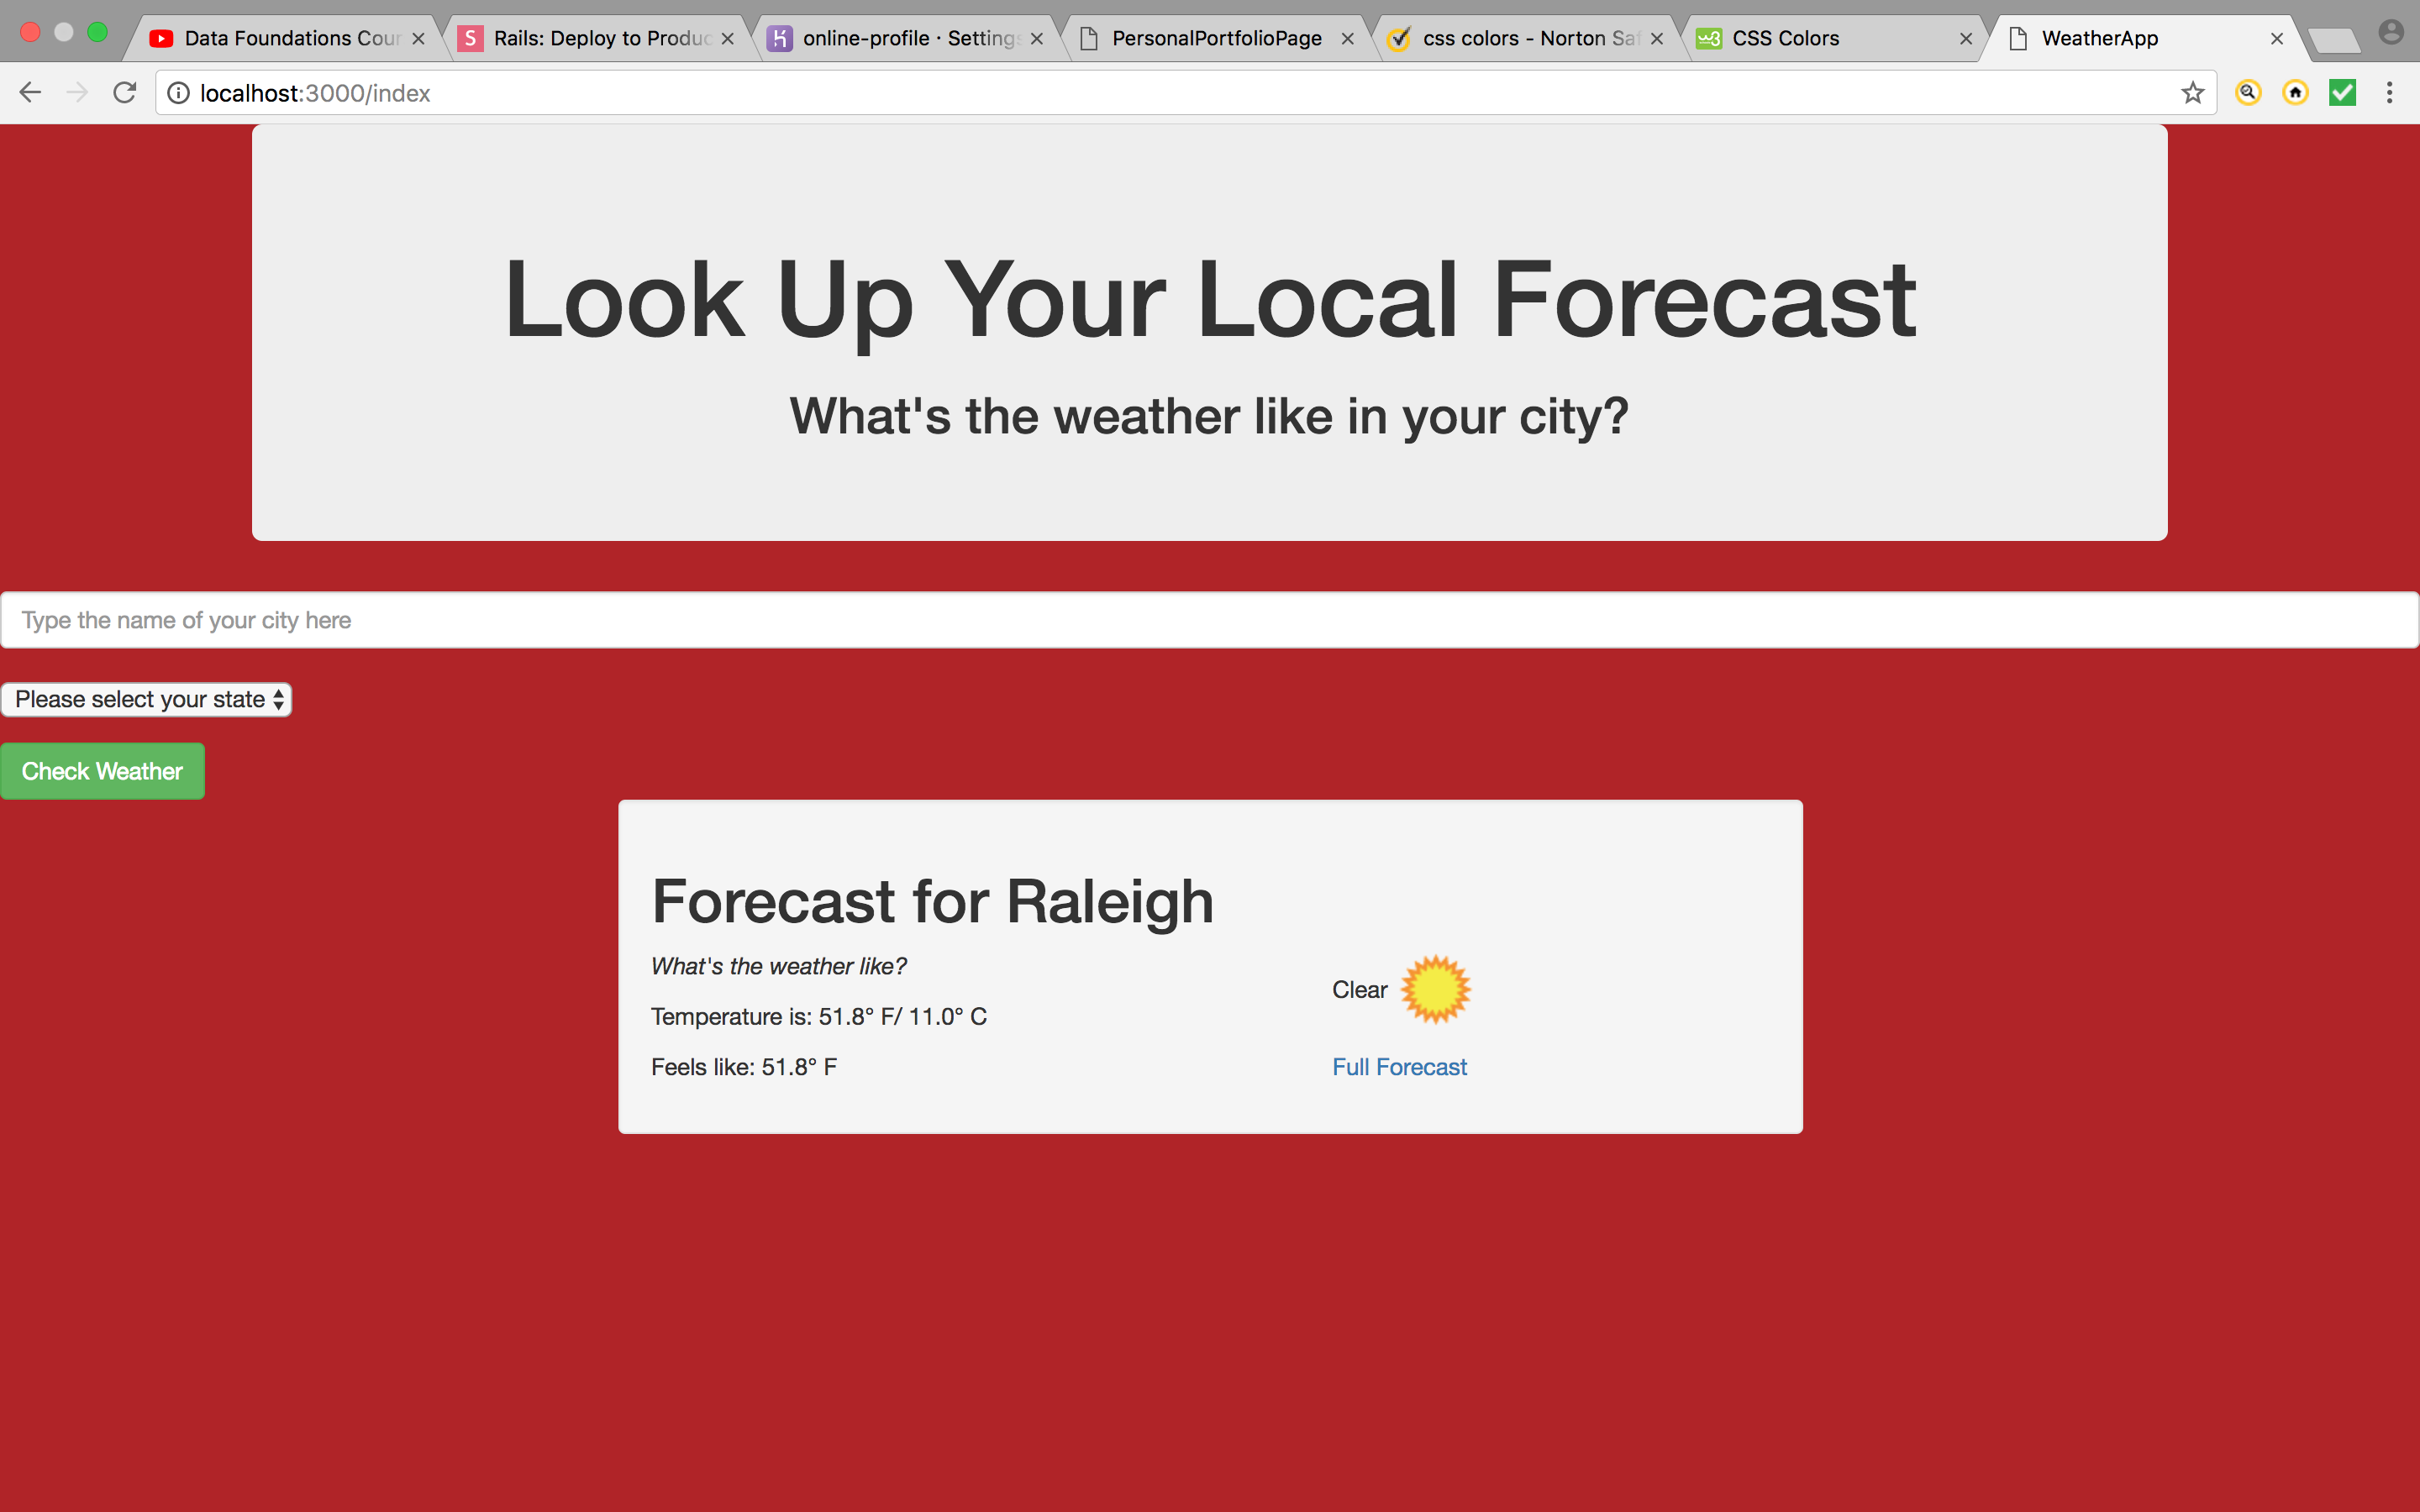 Data Foundations Cour
S Rails: Deploy to Produc
online-profile · Settings
PersonalPortfolioPage
css colors - Norton Saf
w3 CSS Colors
WeatherApp
localhost:3000/index
Look Up Your Local Forecast
What's the weather like in your city?
Type the name of your city here
Please select your state
Check Weather
Forecast for Raleigh
What's the weather like?
Clear
Temperature is: 51.8° F/ 11.0° C
Feels like: 51.8° F
Full Forecast